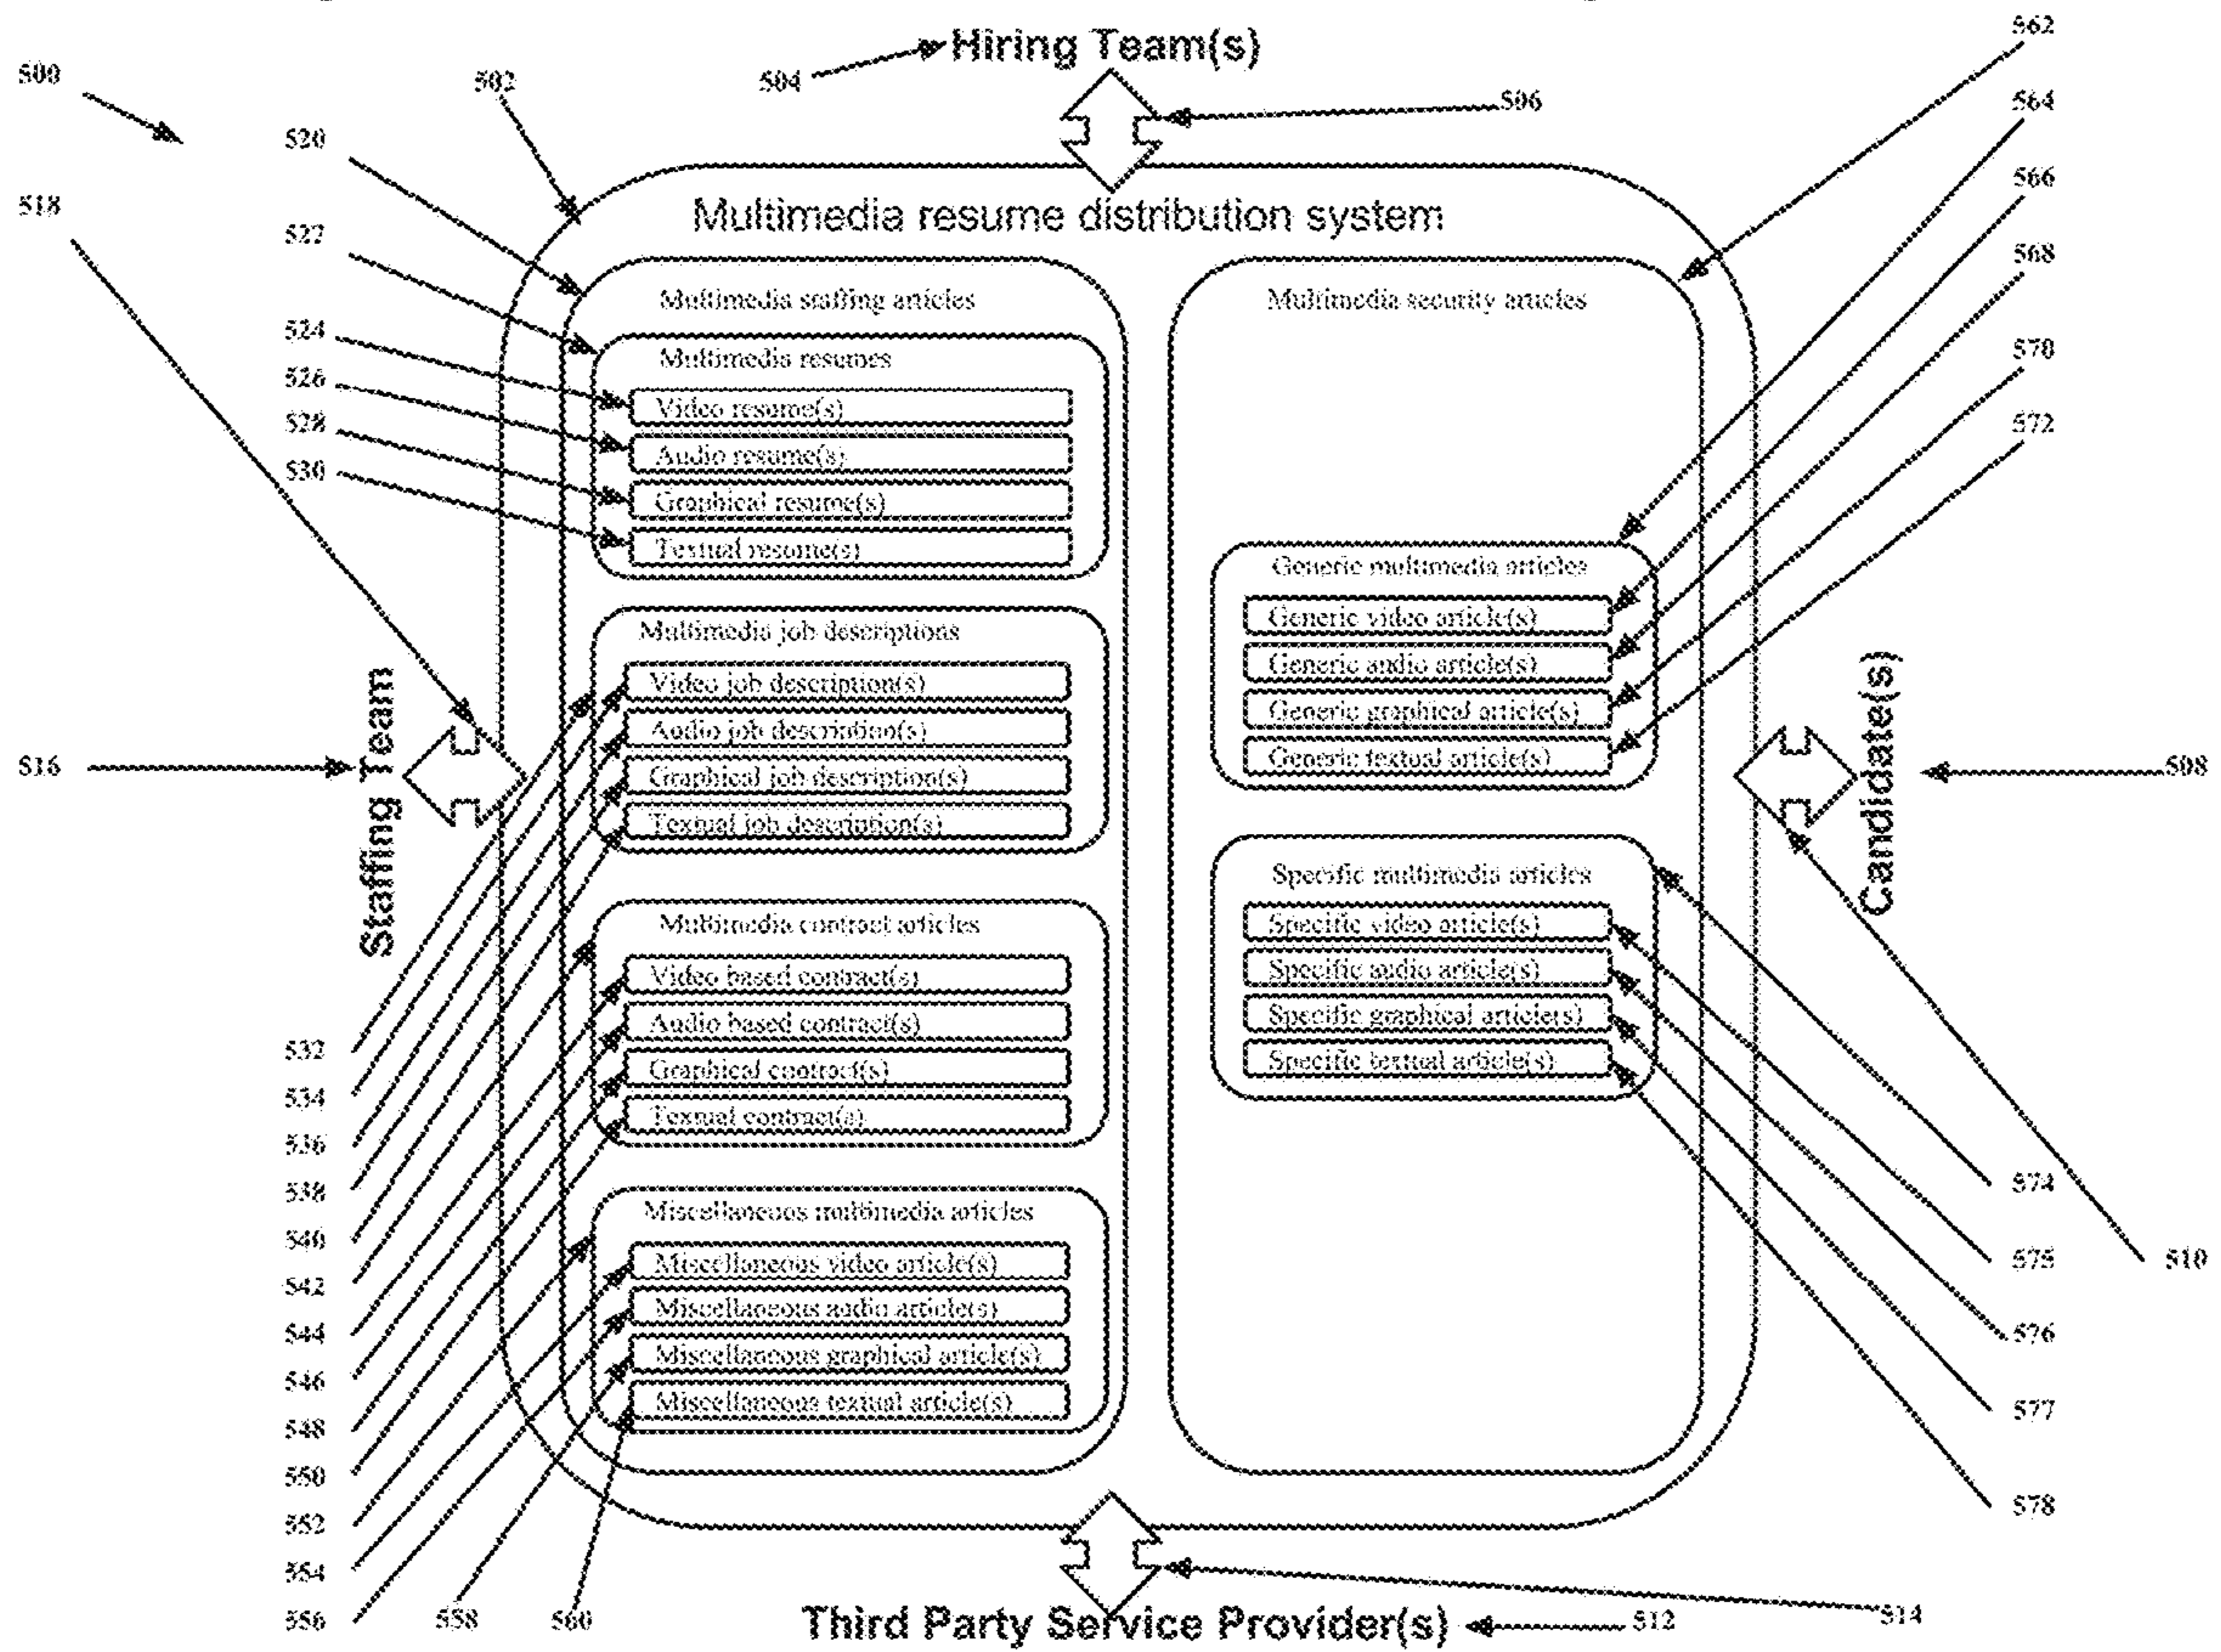 Hiring Team(s)
500
502
504
506
562
564
520
518
522
566
568
Multimedia resume distribution system
Multimedia staffing articles
Multimedia security articles
524
526
528
530
Multimedia resumes
Video resume(s)
Audio resume(s)
Graphical resume(s)
Textual resume(s)
570
572
Multimedia job descriptions
Video job description(s)
Audio job description(s)
Graphical job description(s)
Textual job description(s)
Generic multimedia articles
Generic video article(s)
Generic audio article(s)
Generic graphical article(s)
Generic textual article(s)
516
Staffing Team
Candidate(s)
508
Multimedia contract articles
Video based contract(s)
Audio based contract(s)
Graphical contract(s)
Textual contract(s)
Specific multimedia articles
Specific video article(s)
Specific audio article(s)
Specific graphical article(s)
Specific textual article(s)
532
534
536
538
540
542
544
546
548
550
552
554
556
558
560
Miscellaneous multimedia articles
Miscellaneous video article(s)
Miscellaneous audio article(s)
Miscellaneous graphical article(s)
Miscellaneous textual article(s)
574
575
510
576
577
578
Third Party Service Provider(s)
512
514